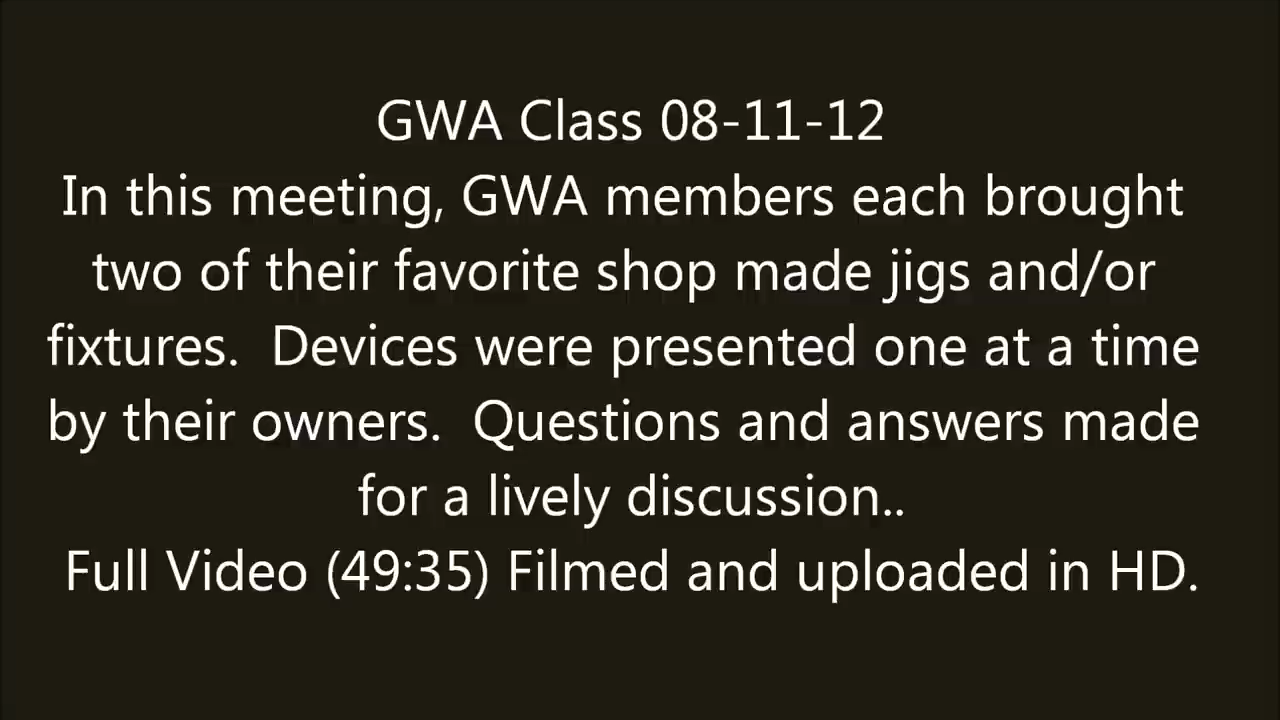 GWA Class 08-11-12
In this meeting, GWA members each brought
two of their favorite shop made jigs and/or
fixtures.  Devices were presented one at a time
by their owners.  Questions and answers made
for a lively discussion..
Full Video (49:35) Filmed and uploaded in HD.